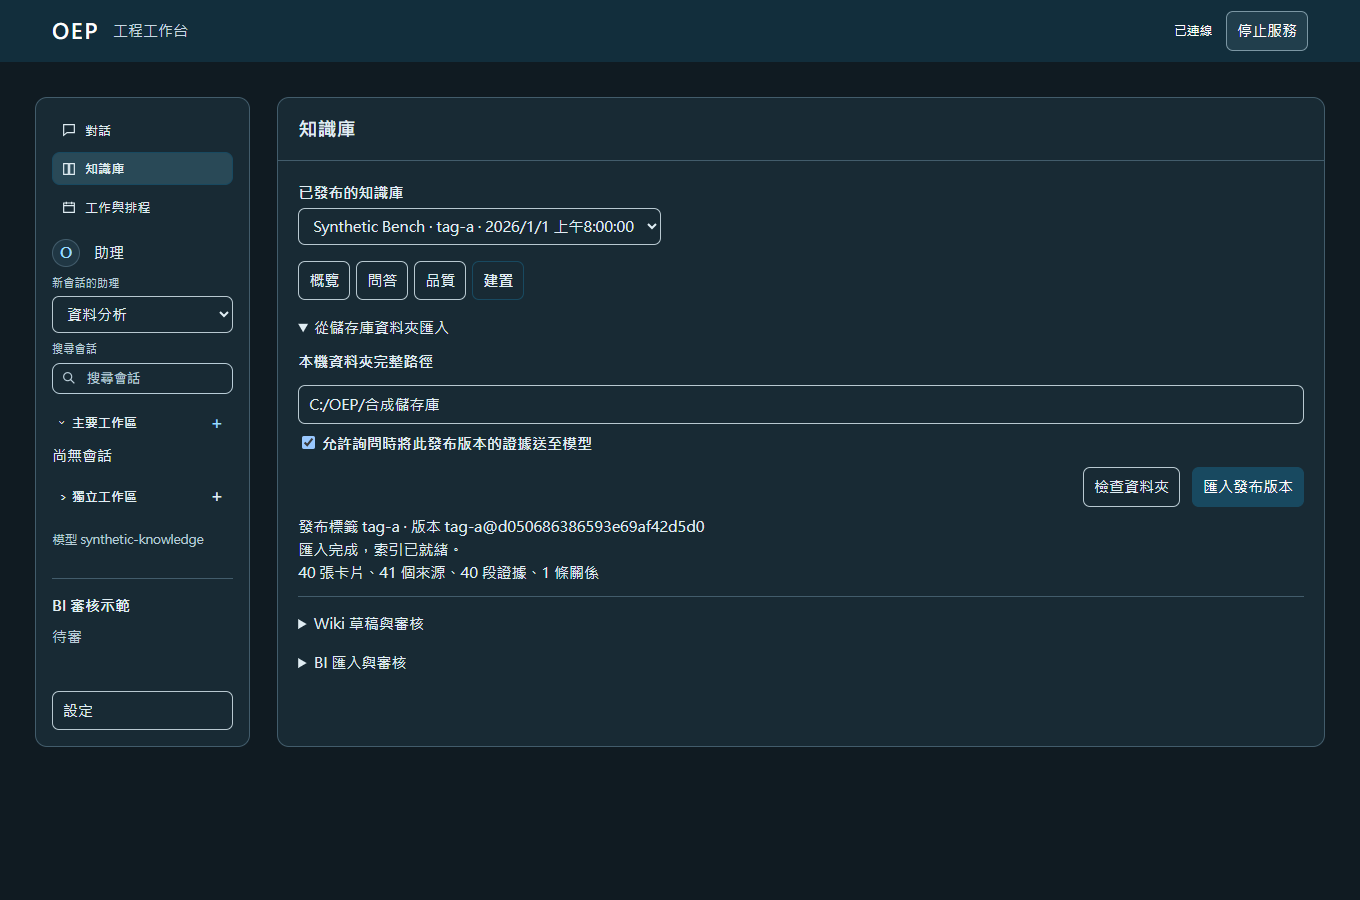 OEP 工程工作台
已連線
停止服務
對話
知識庫
工作與排程
O 助理
新會話的助理
資料分析
搜尋會話
搜尋會話
主要工作區 +
尚無會話
獨立工作區 +
模型 synthetic-knowledge
BI 審核示範
待審
設定
知識庫
已發布的知識庫
Synthetic Bench · tag-a · 2026/1/1 上午8:00:00
概覽 問答 品質 建置
▼ 從儲存庫資料夾匯入
本機資料夾完整路徑
C:/OEP/合成儲存庫
允許詢問時將此發布版本的證據送至模型
檢查資料夾 匯入發布版本
發布標籤 tag-a · 版本 tag-a@d050686386593e69af42d5d0
匯入完成，索引已就緒。
40 張卡片、41 個來源、40 段證據、1 條關係
▶ Wiki 草稿與審核
▶ BI 匯入與審核